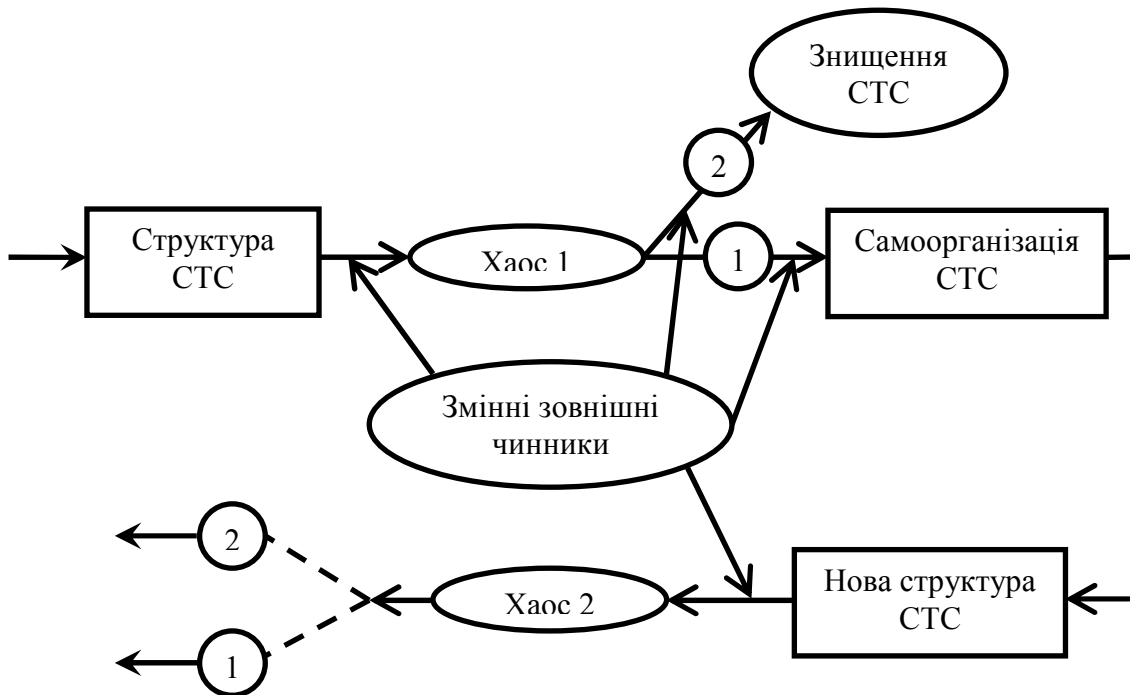 Знищення
СТС
2
Структура
СТС
Хаос 1
1
Самоорганізація
СТС
Змінні зовнішні
чинники
2
Хаос 2
Нова структура
СТС
1